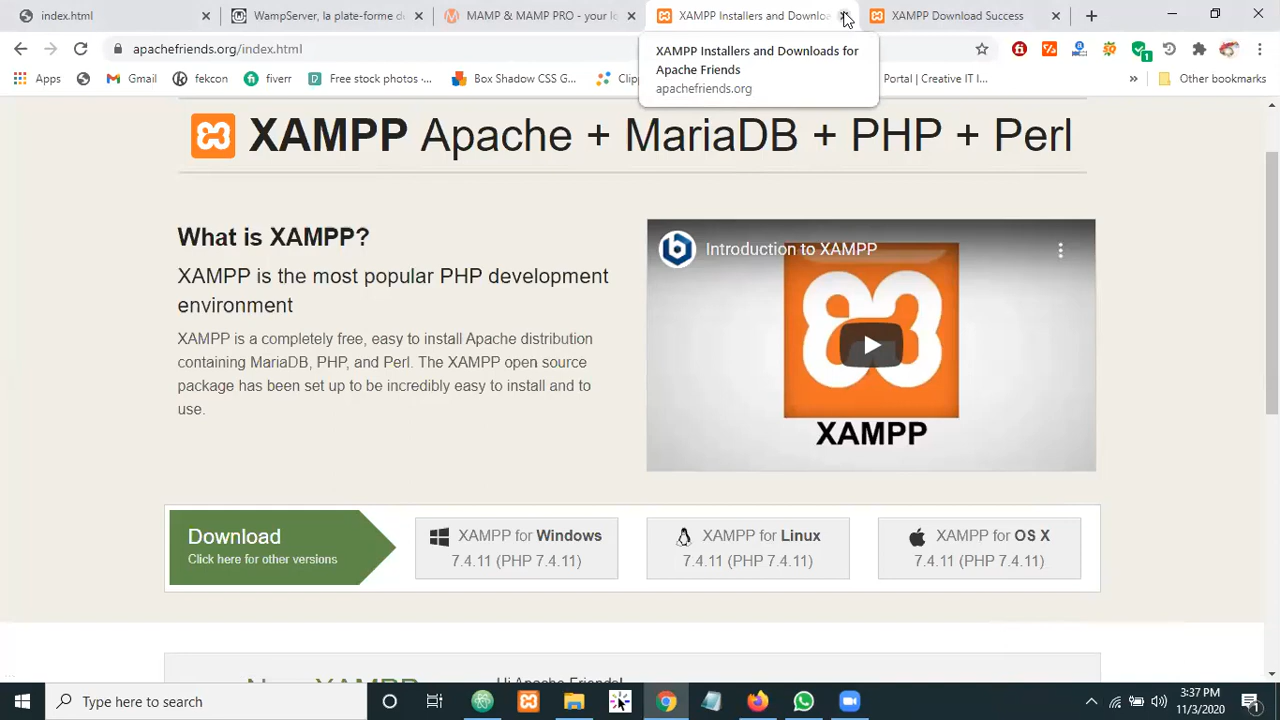 index.html
WampServer, la plate-forme
MAMP & MAMP PRO - your lo
XAMPP Installers and Downloa
XAMPP Download Success
apachefriends.org/index.html
XAMPP Installers and Downloads for
Apache Friends
apachefriends.org
1
Apps
Gmail
fekcon
fiverr
Free stock photos -...
Box Shadow CSS G...
Portal | Creative IT I...
»
Other bookmarks
XAMPP Apache + MariaDB + PHP + Perl
What is XAMPP?
XAMPP is the most popular PHP development
environment
XAMPP is a completely free, easy to install Apache distribution
containing MariaDB, PHP, and Perl. The XAMPP open source
package has been set up to be incredibly easy to install and to
use.
Introduction to XAMPP
XAMPP
Download
Click here for other versions
XAMPP for Windows
7.4.11 (PHP 7.4.11)
XAMPP for Linux
7.4.11 (PHP 7.4.11)
XAMPP for OS X
7.4.11 (PHP 7.4.11)
Hi Apache Friends!
Type here to search
3:37 PM
11/3/2020
1